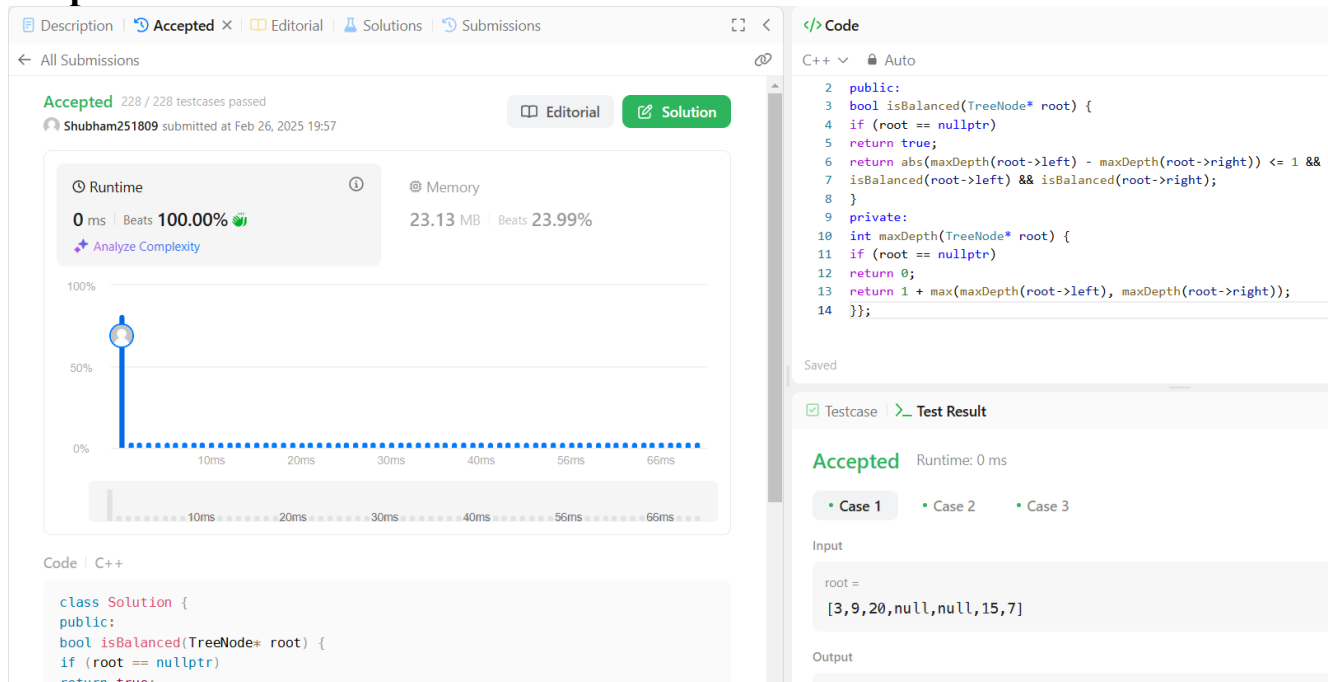 Description Accepted Editorial Solutions Submissions
All Submissions
Accepted 228 / 228 testcases passed
Shubham251809 submitted at Feb 26, 2025 19:57
Editorial Solution
Runtime
0 ms Beats 100.00%
Analyze Complexity
Memory
23.13 MB Beats 23.99%
100%
50%
0%
10ms 20ms 30ms 40ms 56ms 66ms
10ms 20ms 30ms 40ms 56ms 66ms
Code C++
class Solution {
public:
bool isBalanced(TreeNode* root) {
if (root == nullptr)
return true;
</> Code
C++ Auto
2 public:
3 bool isBalanced(TreeNode* root) {
4 if (root == nullptr)
5 return true;
6 return abs(maxDepth(root->left) - maxDepth(root->right)) <= 1 &&
7 isBalanced(root->left) && isBalanced(root->right);
8 }
9 private:
10 int maxDepth(TreeNode* root) {
11 if (root == nullptr)
12 return 0;
13 return 1 + max(maxDepth(root->left), maxDepth(root->right));
14 }};
Saved
Testcase Test Result
Accepted Runtime: 0 ms
Case 1 Case 2 Case 3
Input
root =
[3,9,20,null,null,15,7]
Output